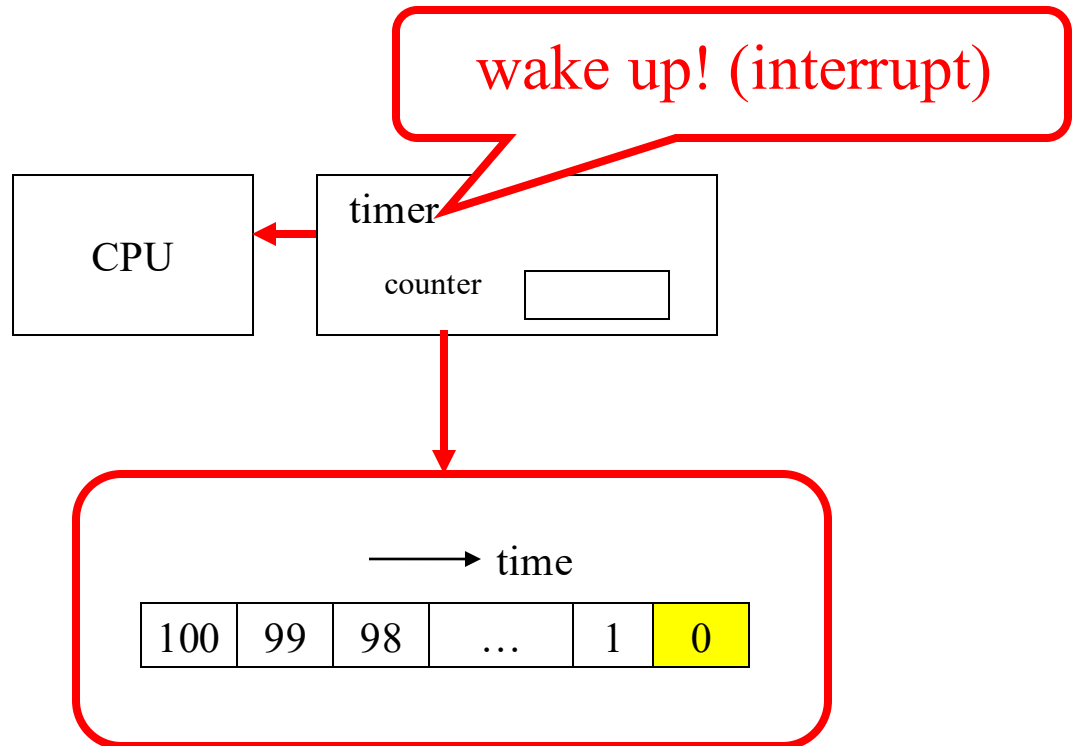 wake up! (interrupt)
timer
CPU
counter
time
100 99 98 … 1 0